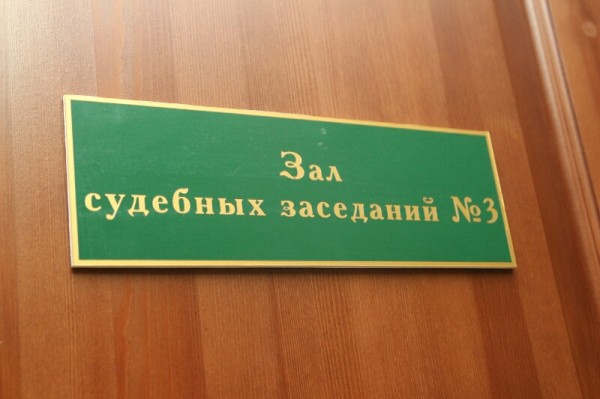 Зал
судебных заседаний №3